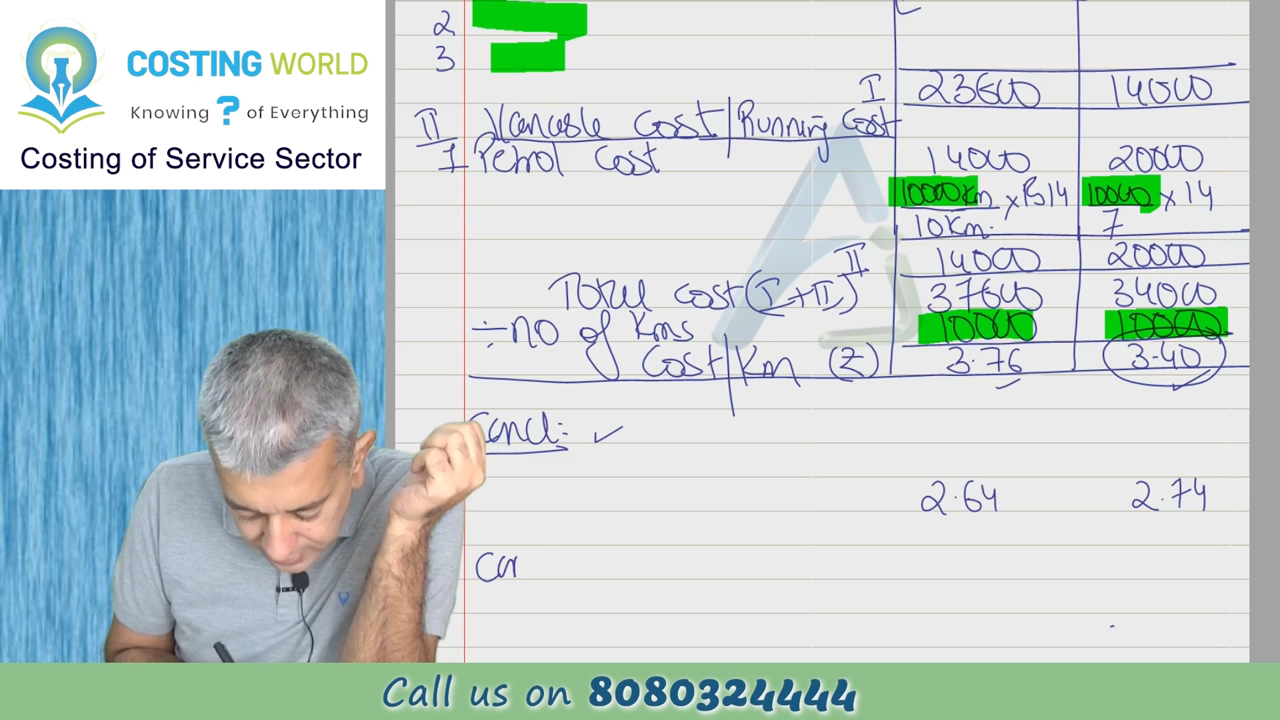 COSTING WORLD
Knowing ? of Everything
Costing of Service Sector
2
3
I 23600 14000
II Variable Cost / Running Cost
1 Petrol Cost 14000 20000
10000 Km × Rs 14 10000 × 14
10 Km. 7
II 14000 20000
Total cost (I + II) 37600 34000
÷ no of Kms 10000 10000
Cost / Km (Z) 3.76 3.40
Concl:- ✓
2.64 2.74
Car
Call us on 8080324444